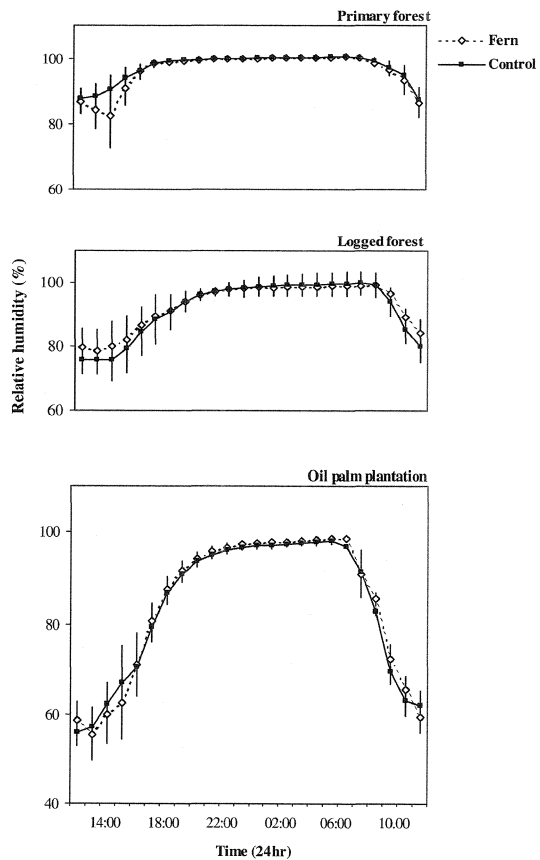 Primary forest
Fern
Control
100
80
60
Logged forest
100
80
60
Relative humidity (%)
Oil palm plantation
100
80
60
40
14:00 18:00 22:00 02:00 06:00 10.00
Time (24hr)